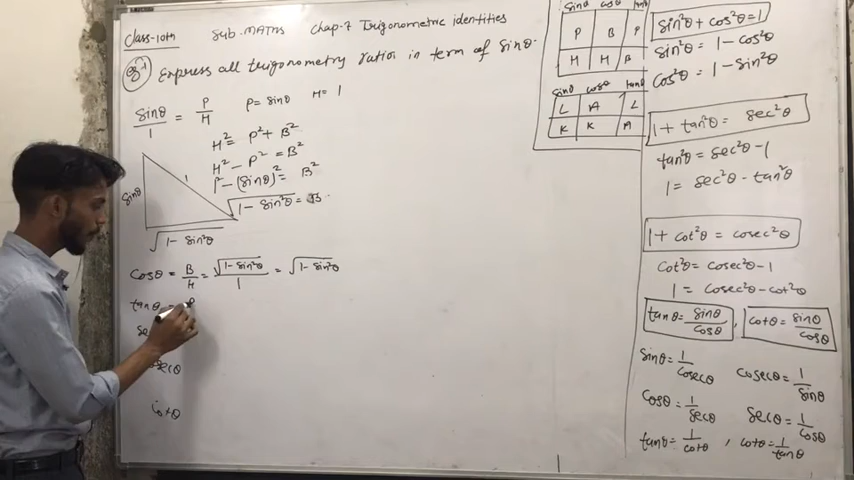 Class-10th Sub-MATHS Chap-7 Trigonometric identities
Express all trigonometry ratios in term of Sinθ.
Sinθ/1 = P/H P= Sinθ H= 1
H² = P² + B²
H² - P² = B²
1² - (Sinθ)² = B²
√1 - Sin²θ = B
Sinθ
1
√1 - Sin²θ
Cosθ = B/H = √1-Sin²θ/1 = √1-Sin²θ
tanθ = P
Se
cosecθ
Cotθ
Sinθ Cosθ tanθ
P B P
H H B
Sinθ Cosθ tanθ
L A L
K K A
Sin²θ + Cos²θ = 1
Sin²θ = 1 - Cos²θ
Cos²θ = 1 - Sin²θ
1 + tan²θ = Sec²θ
tan²θ = Sec²θ - 1
1 = Sec²θ - tan²θ
1 + Cot²θ = Cosec²θ
Cot²θ = Cosec²θ - 1
1 = Cosec²θ - Cot²θ
tanθ = Sinθ/Cosθ , Cotθ = Sinθ/Cosθ
Sinθ = 1/Cosecθ Cosecθ = 1/Sinθ
Cosθ = 1/Secθ Secθ = 1/Cosθ
tanθ = 1/Cotθ , Cotθ = 1/tanθ